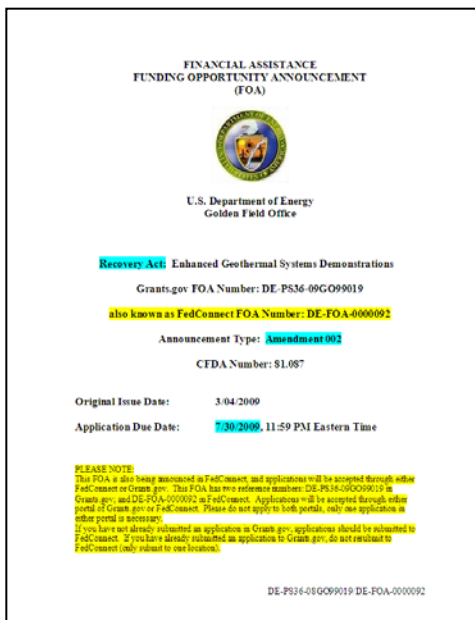 FINANCIAL ASSISTANCE
FUNDING OPPORTUNITY ANNOUNCEMENT
(FOA)
U.S. Department of Energy
Golden Field Office
Recovery Act: Enhanced Geothermal Systems Demonstrations
Grants.gov FOA Number: DE-PS36-09GO99019
also known as FedConnect FOA Number: DE-FOA-0000092
Announcement Type: Amendment 002
CFDA Number: 81.087
Original Issue Date: 3/04/2009
Application Due Date: 7/30/2009, 11:59 PM Eastern Time
PLEASE NOTE:
This FOA is also being announced in FedConnect, and applications will be accepted through either
FedConnect or Grants.gov. This FOA has two reference numbers: DE-PS36-09GO99019 in
Grants.gov; and DE-FOA-0000092 in FedConnect. Applications will be accepted through either
portal of Grants.gov or FedConnect. Please do not apply to both portals, only one application in
either portal is necessary.
If you have not already submitted an application in Grants.gov, applications should be submitted to
FedConnect. If you have already submitted an application to Grants.gov, do not resubmit to
FedConnect (only submit to one location).
DE-PS36-08GO99019 DE-FOA-0000092